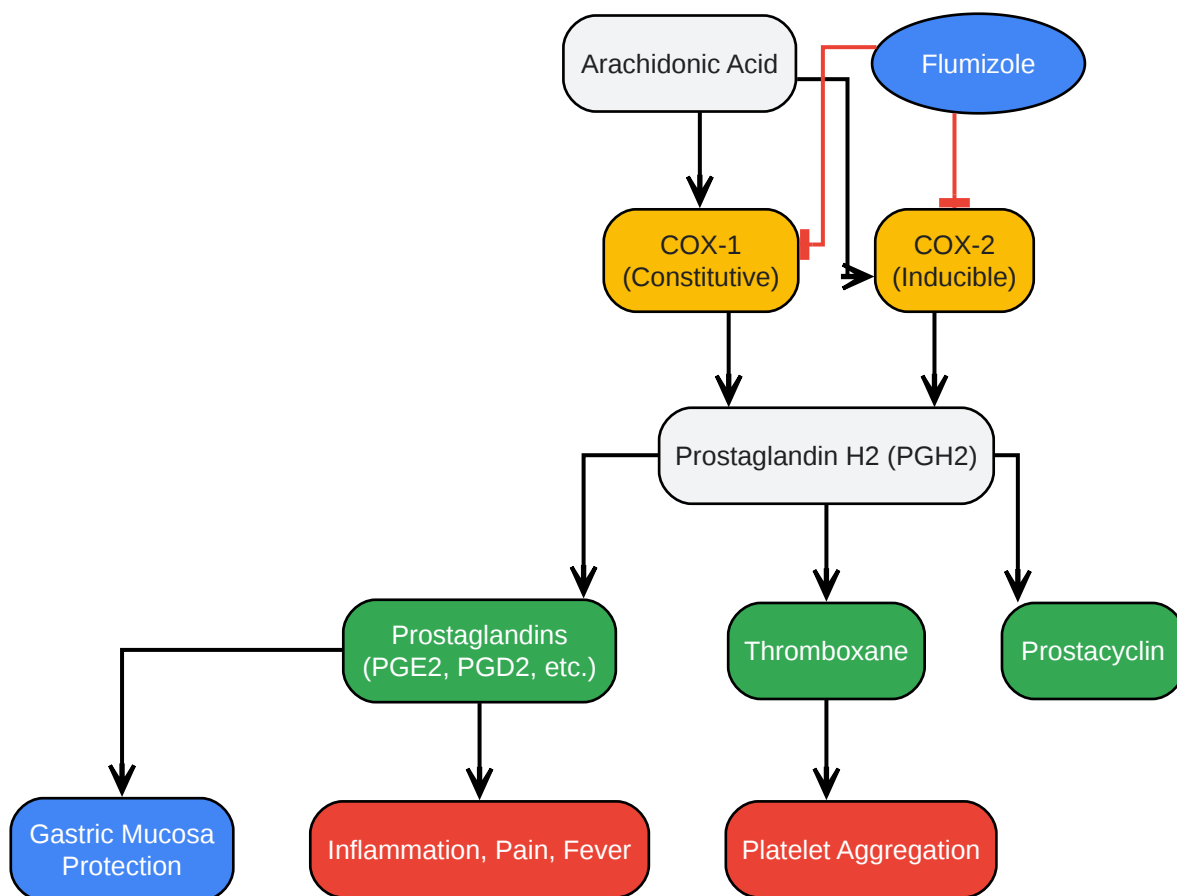 Arachidonic Acid
Flumizole
COX-1
(Constitutive)
COX-2
(Inducible)
Prostaglandin H2 (PGH2)
Prostaglandins
(PGE2, PGD2, etc.)
Thromboxane
Prostacyclin
Gastric Mucosa
Protection
Inflammation, Pain, Fever
Platelet Aggregation